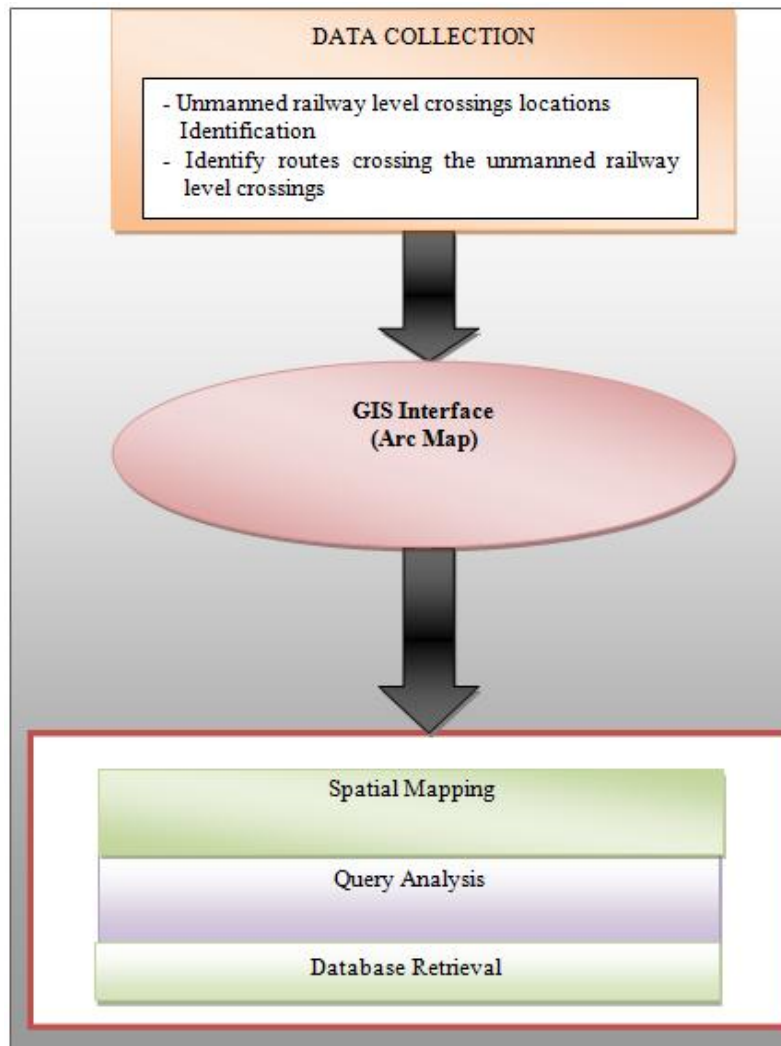 DATA COLLECTION
- Unmanned railway level crossings locations
Identification
- Identify routes crossing the unmanned railway
level crossings
GIS Interface
(Arc Map)
Spatial Mapping
Query Analysis
Database Retrieval